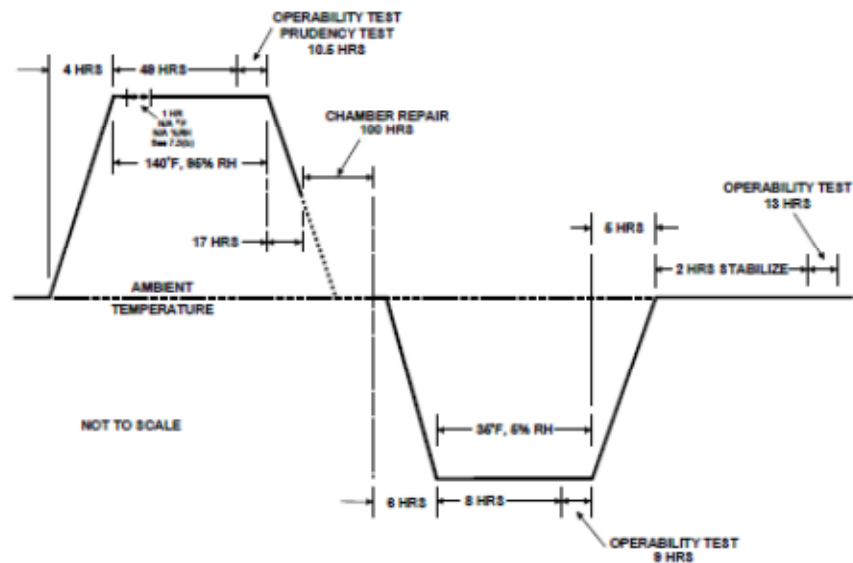 OPERABILITY TEST
PRUDENCY TEST
10.5 HRS
4 HRS
48 HRS
1 HR
N/A °F
N/A %RH
CHAMBER REPAIR
100 HRS
140°F, 95% RH
OPERABILITY TEST
13 HRS
17 HRS
5 HRS
2 HRS STABILIZE
AMBIENT
TEMPERATURE
NOT TO SCALE
35°F, 5% RH
6 HRS
8 HRS
OPERABILITY TEST
9 HRS